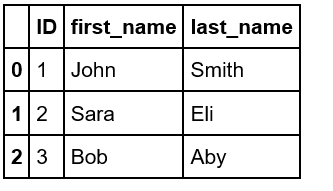 ID first_name last_name
0 1 John Smith
1 2 Sara Eli
2 3 Bob Aby